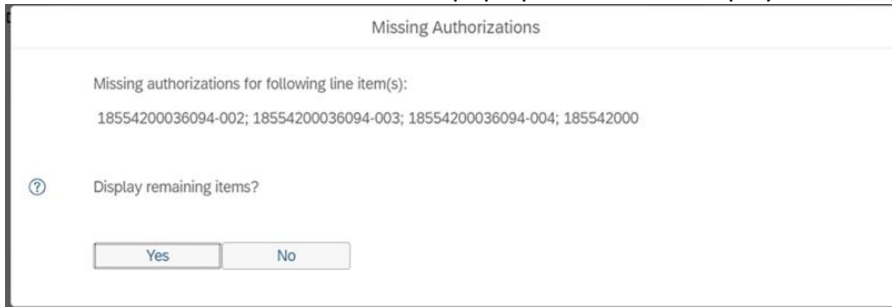 Missing Authorizations
Missing authorizations for following line item(s):
18554200036094-002; 18554200036094-003; 18554200036094-004; 185542000
Display remaining items?
Yes No